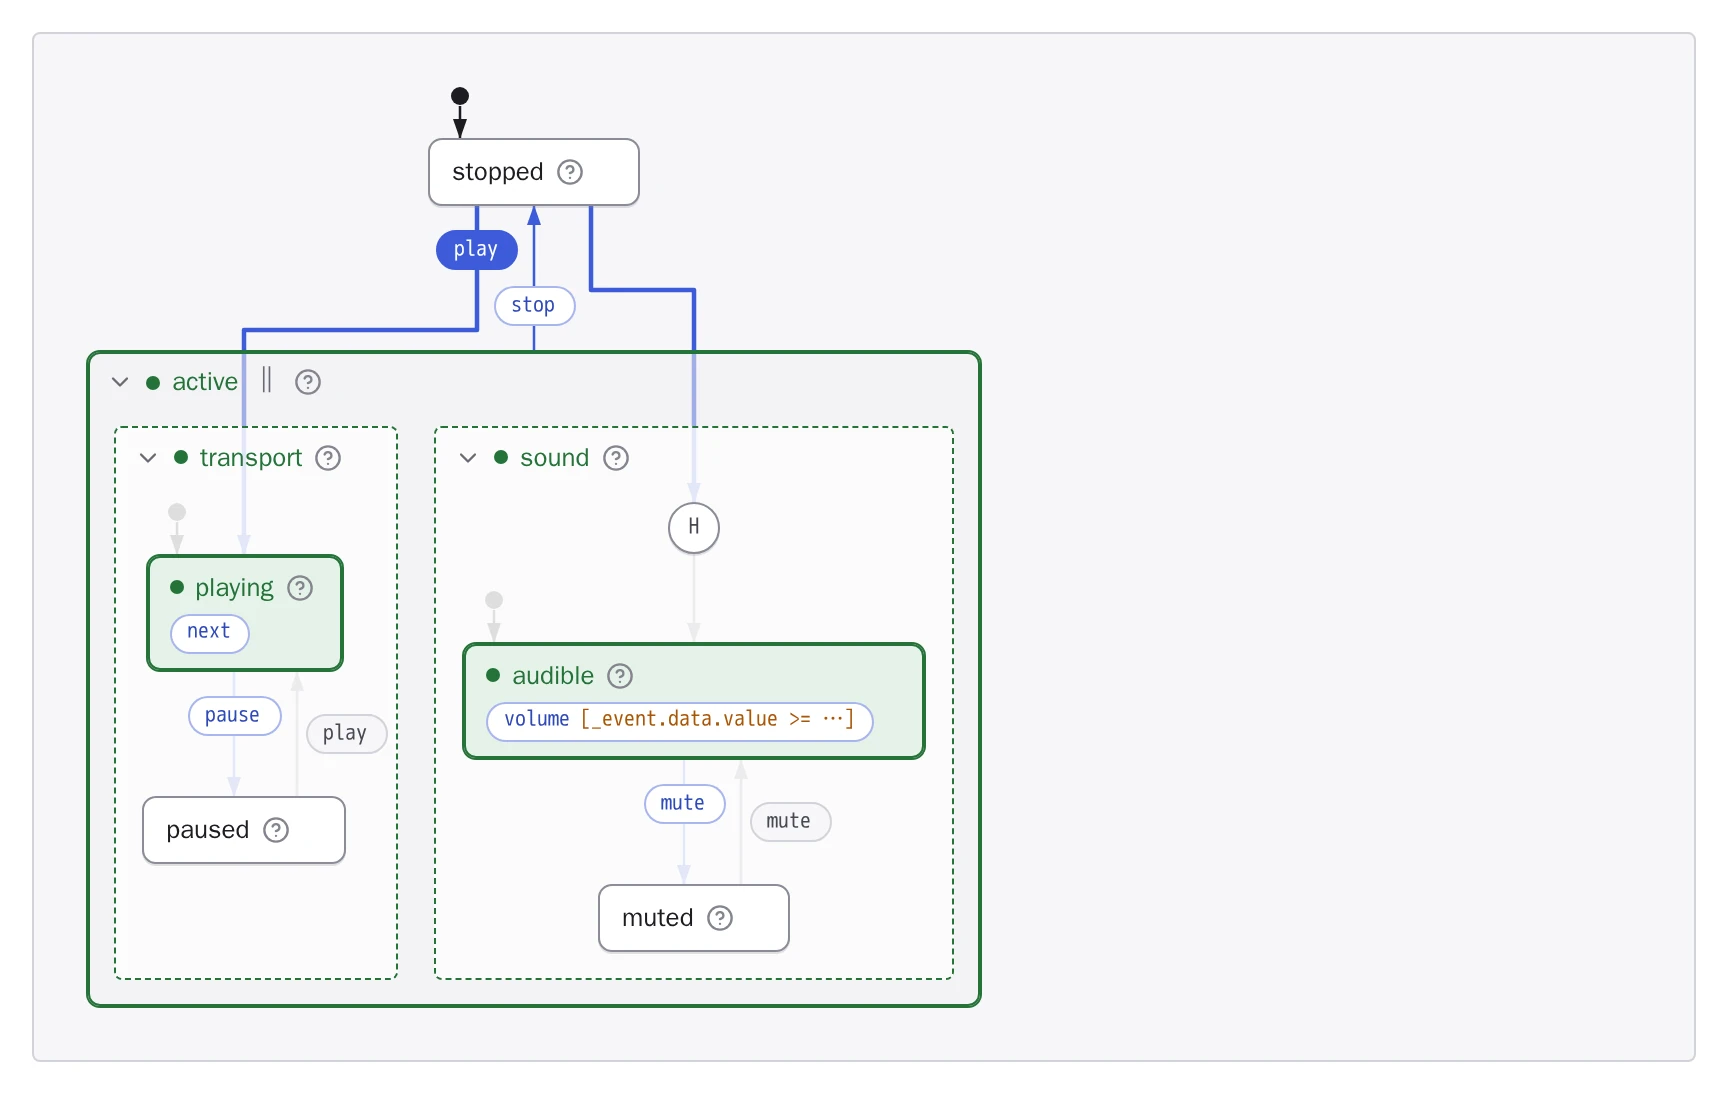 stopped ?
play
stop
active || ?
transport ?
sound ?
H
playing ?
next
audible ?
volume [_event.data.value >= ···]
pause
play
mute
mute
paused ?
muted ?